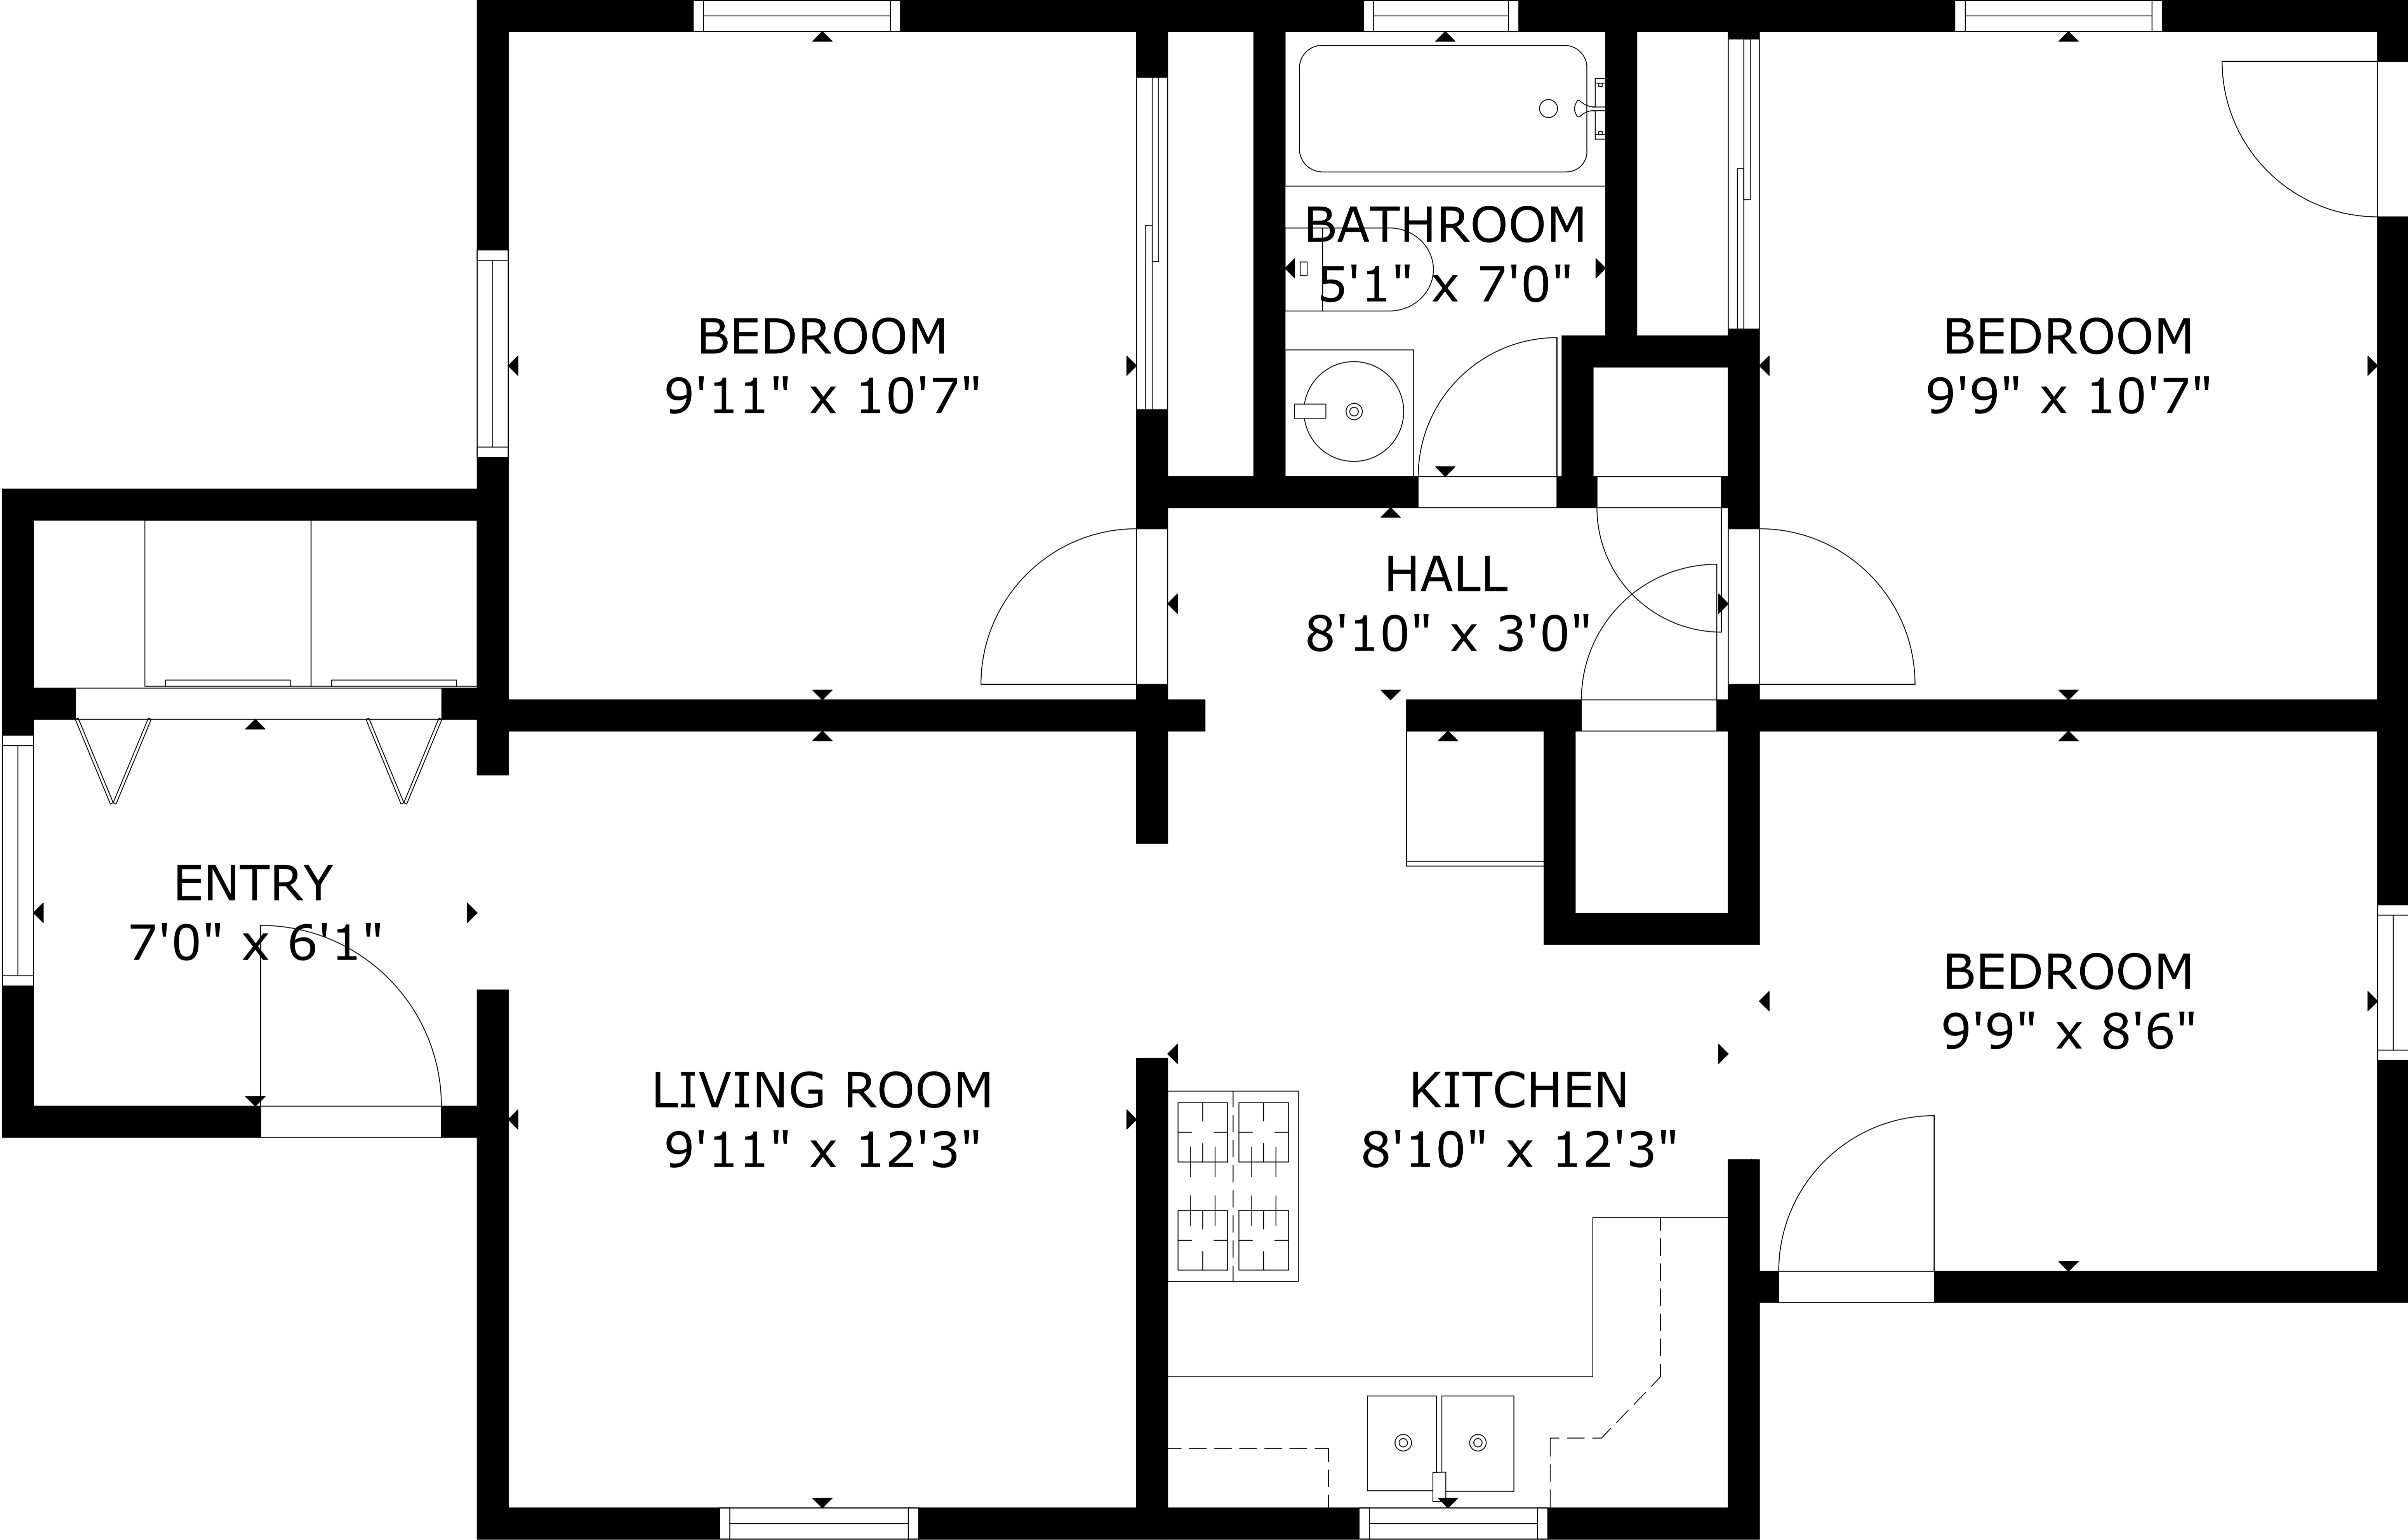 BATHROOM
5'1" x 7'0"
BEDROOM
9'11" x 10'7"
BEDROOM
9'9" x 10'7"
HALL
8'10" x 3'0"
ENTRY
7'0" x 6'1"
BEDROOM
9'9" x 8'6"
LIVING ROOM
9'11" x 12'3"
KITCHEN
8'10" x 12'3"